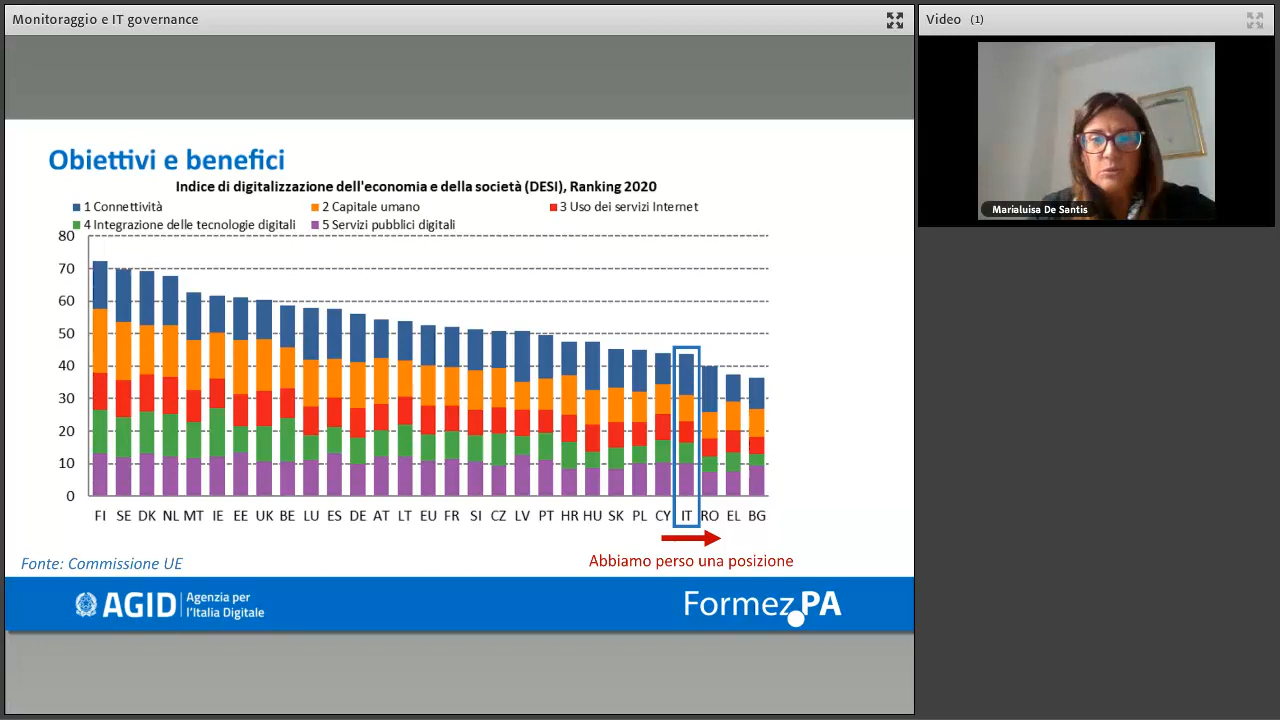 Monitoraggio e IT governance
Video (1)
Marialuisa De Santis
Obiettivi e benefici
Indice di digitalizzazione dell'economia e della società (DESI), Ranking 2020
1 Connettività
2 Capitale umano
3 Uso dei servizi Internet
4 Integrazione delle tecnologie digitali
5 Servizi pubblici digitali
80
70
60
50
40
30
20
10
0
FI SE DK NL MT IE EE UK BE LU ES DE AT LT EU FR SI CZ LV PT HR HU SK PL CY IT RO EL BG
Abbiamo perso una posizione
Fonte: Commissione UE
AGID Agenzia per
l'Italia Digitale
Formez PA